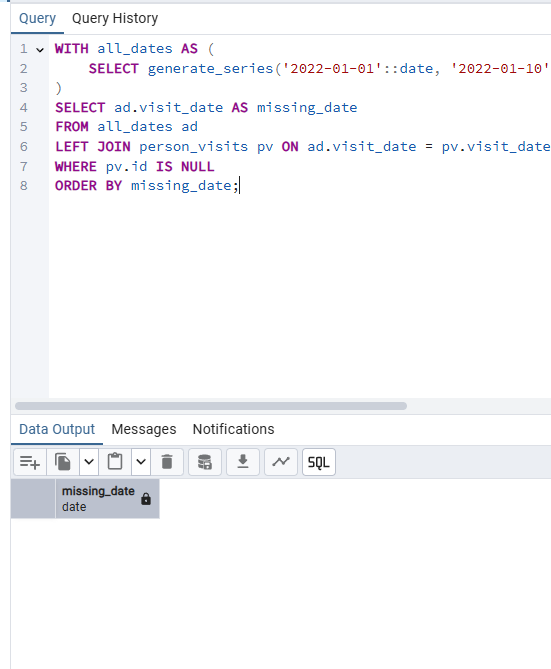 Query Query History
1 WITH all_dates AS (
2 SELECT generate_series('2022-01-01'::date, '2022-01-10'
3 )
4 SELECT ad.visit_date AS missing_date
5 FROM all_dates ad
6 LEFT JOIN person_visits pv ON ad.visit_date = pv.visit_date
7 WHERE pv.id IS NULL
8 ORDER BY missing_date;
Data Output Messages Notifications
SQL
missing_date
date